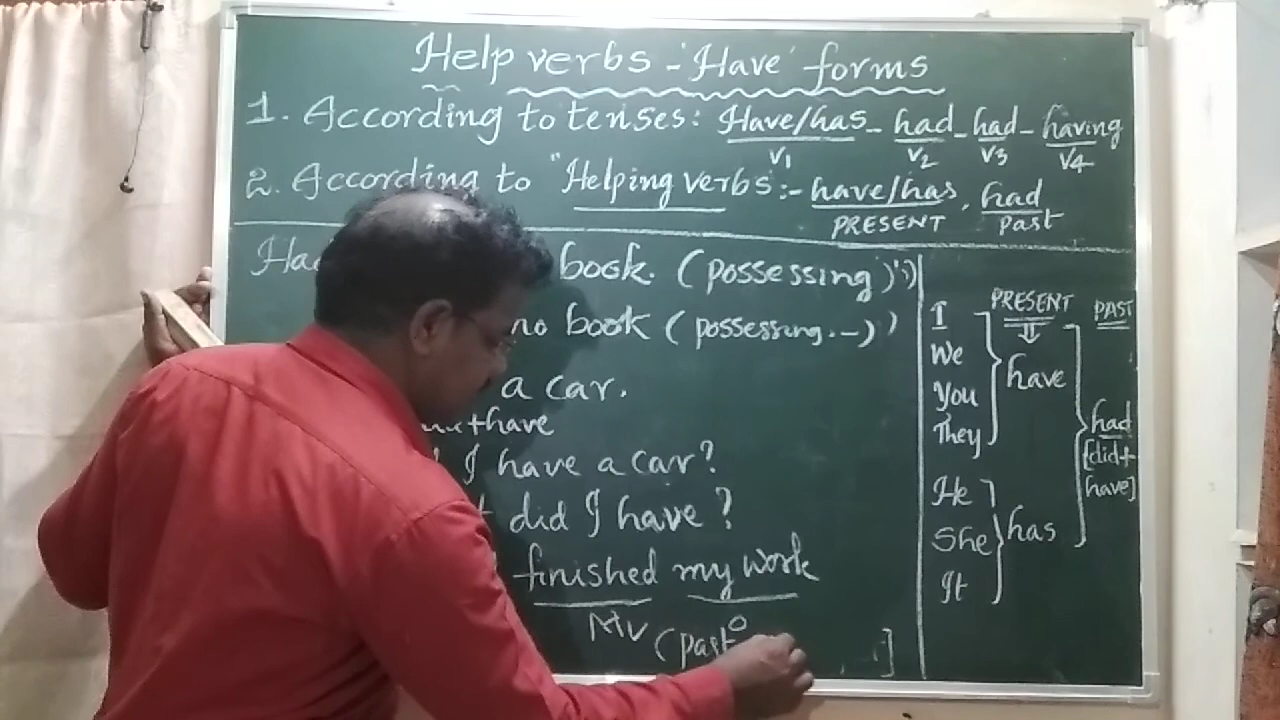 Help verbs - 'Have' forms
1. According to tenses: Have/has - had - had - having
V1 V2 V3 V4
2. According to "Helping verbs:- have/has, had
PRESENT past
book. (possessing)
no book (possessing.-)
a car.
+have
I have a car?
did I have?
finished my work
MV O
(past
]
PRESENT PAST
I
We
You
They
have
He
She
It
has
had
[did+
have]